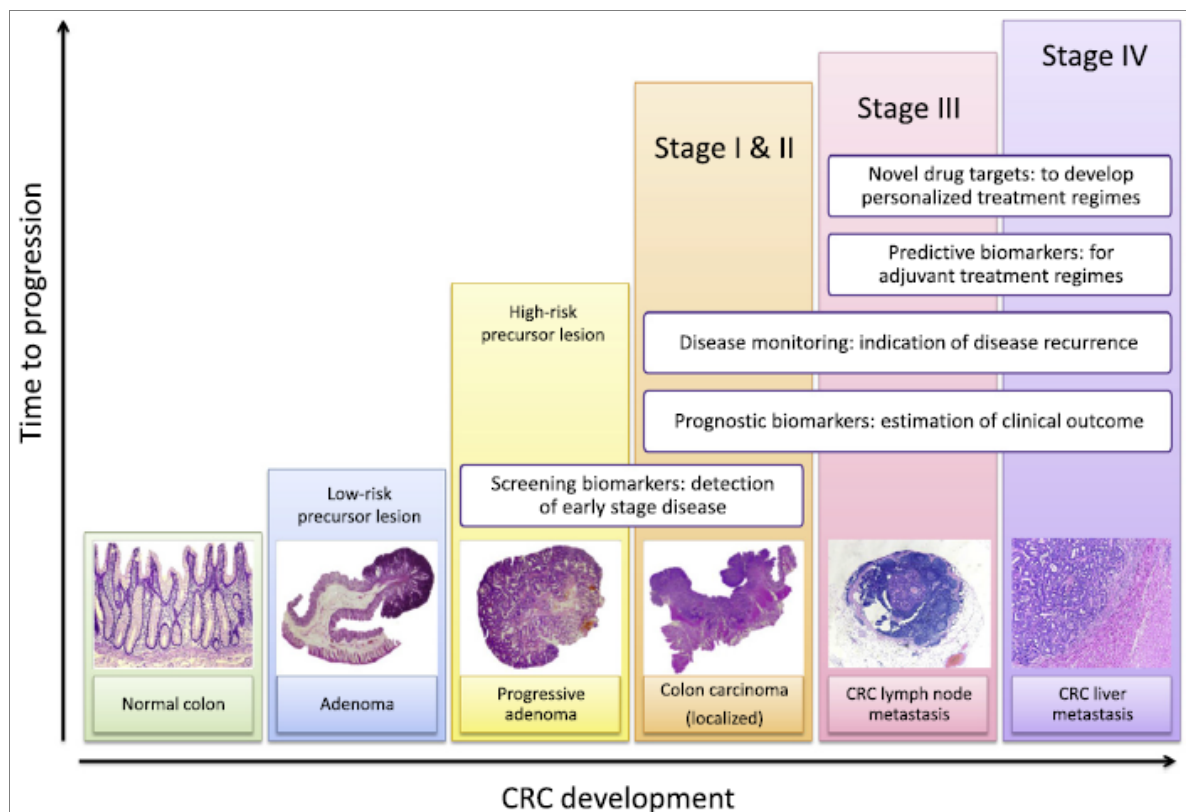 Stage IV
Stage III
Stage I & II
Novel drug targets: to develop
personalized treatment regimes
Predictive biomarkers: for
adjuvant treatment regimes
High-risk
precursor lesion
Disease monitoring: indication of disease recurrence
Prognostic biomarkers: estimation of clinical outcome
Screening biomarkers: detection
of early stage disease
Low-risk
precursor lesion
Normal colon
Adenoma
Progressive
adenoma
Colon carcinoma
(localized)
CRC lymph node
metastasis
CRC liver
metastasis
Time to progression
CRC development